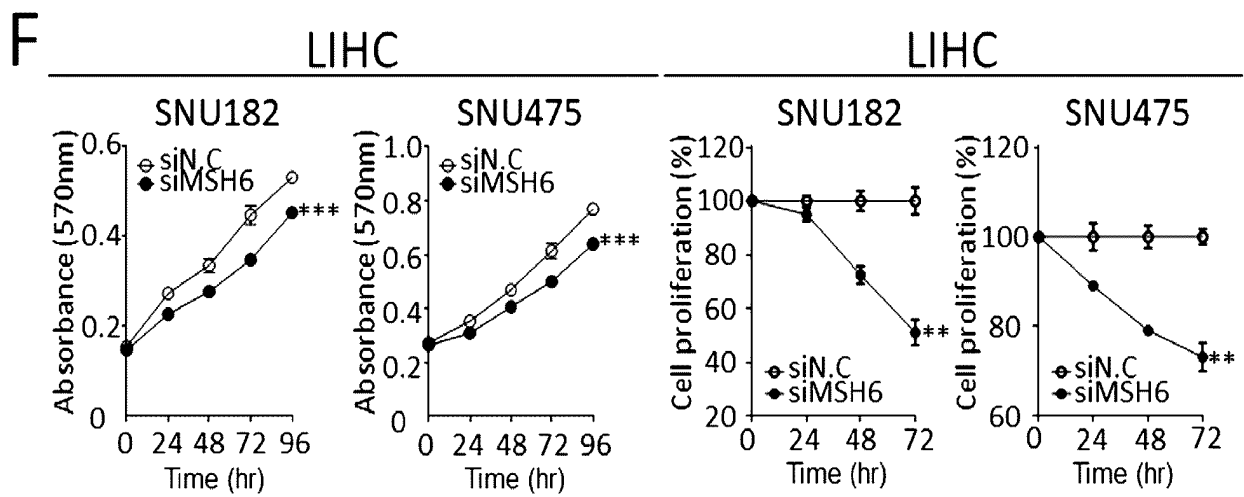 F
LIHC
LIHC
SNU182
Absorbance (570nm)
0.6
0.4
0.2
0
siN.C
siMSH6
***
0 24 48 72 96
Time (hr)
SNU475
Absorbance (570nm)
1.0
0.8
0.6
0.4
0.2
0
siN.C
siMSH6
***
0 24 48 72 96
Time (hr)
SNU182
Cell proliferation (%)
120
100
80
60
40
20
**
siN.C
siMSH6
0 24 48 72
Time (hr)
SNU475
Cell proliferation (%)
120
100
80
60
**
siN.C
siMSH6
0 24 48 72
Time (hr)